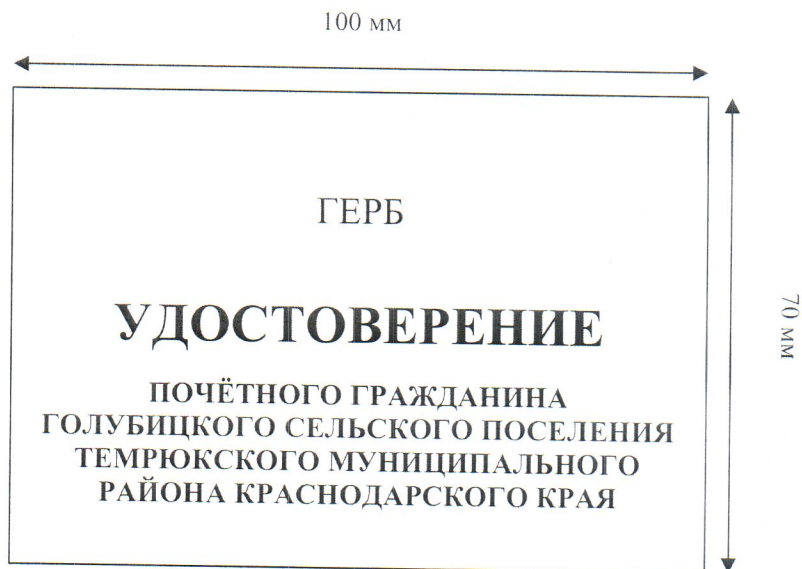 100 мм
ГЕРБ
УДОСТОВЕРЕНИЕ
70 мм
ПОЧЁТНОГО ГРАЖДАНИНА
ГОЛУБИЦКОГО СЕЛЬСКОГО ПОСЕЛЕНИЯ
ТЕМРЮКСКОГО МУНИЦИПАЛЬНОГО
РАЙОНА КРАСНОДАРСКОГО КРАЯ